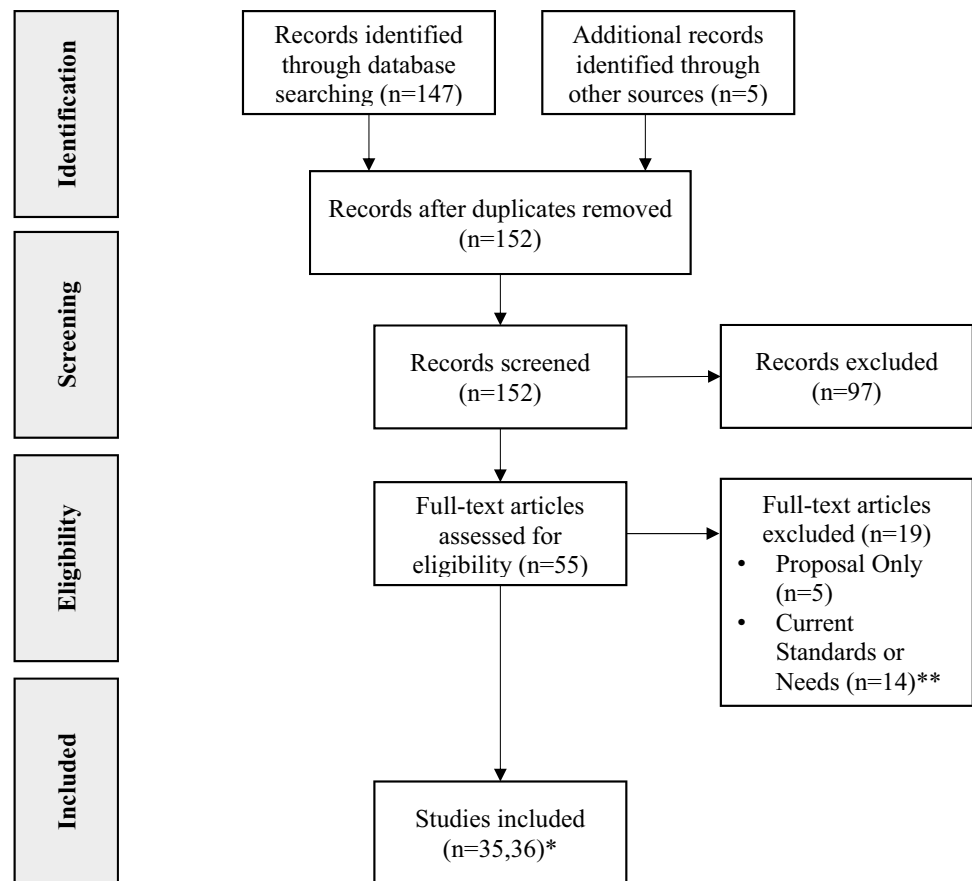 Identification
Records identified
through database
searching (n=147)
Additional records
identified through
other sources (n=5)
Records after duplicates removed
(n=152)
Screening
Records screened
(n=152)
Records excluded
(n=97)
Eligibility
Full-text articles
assessed for
eligibility (n=55)
Full-text articles
excluded (n=19)
• Proposal Only
(n=5)
• Current
Standards or
Needs (n=14)**
Included
Studies included
(n=35,36)*